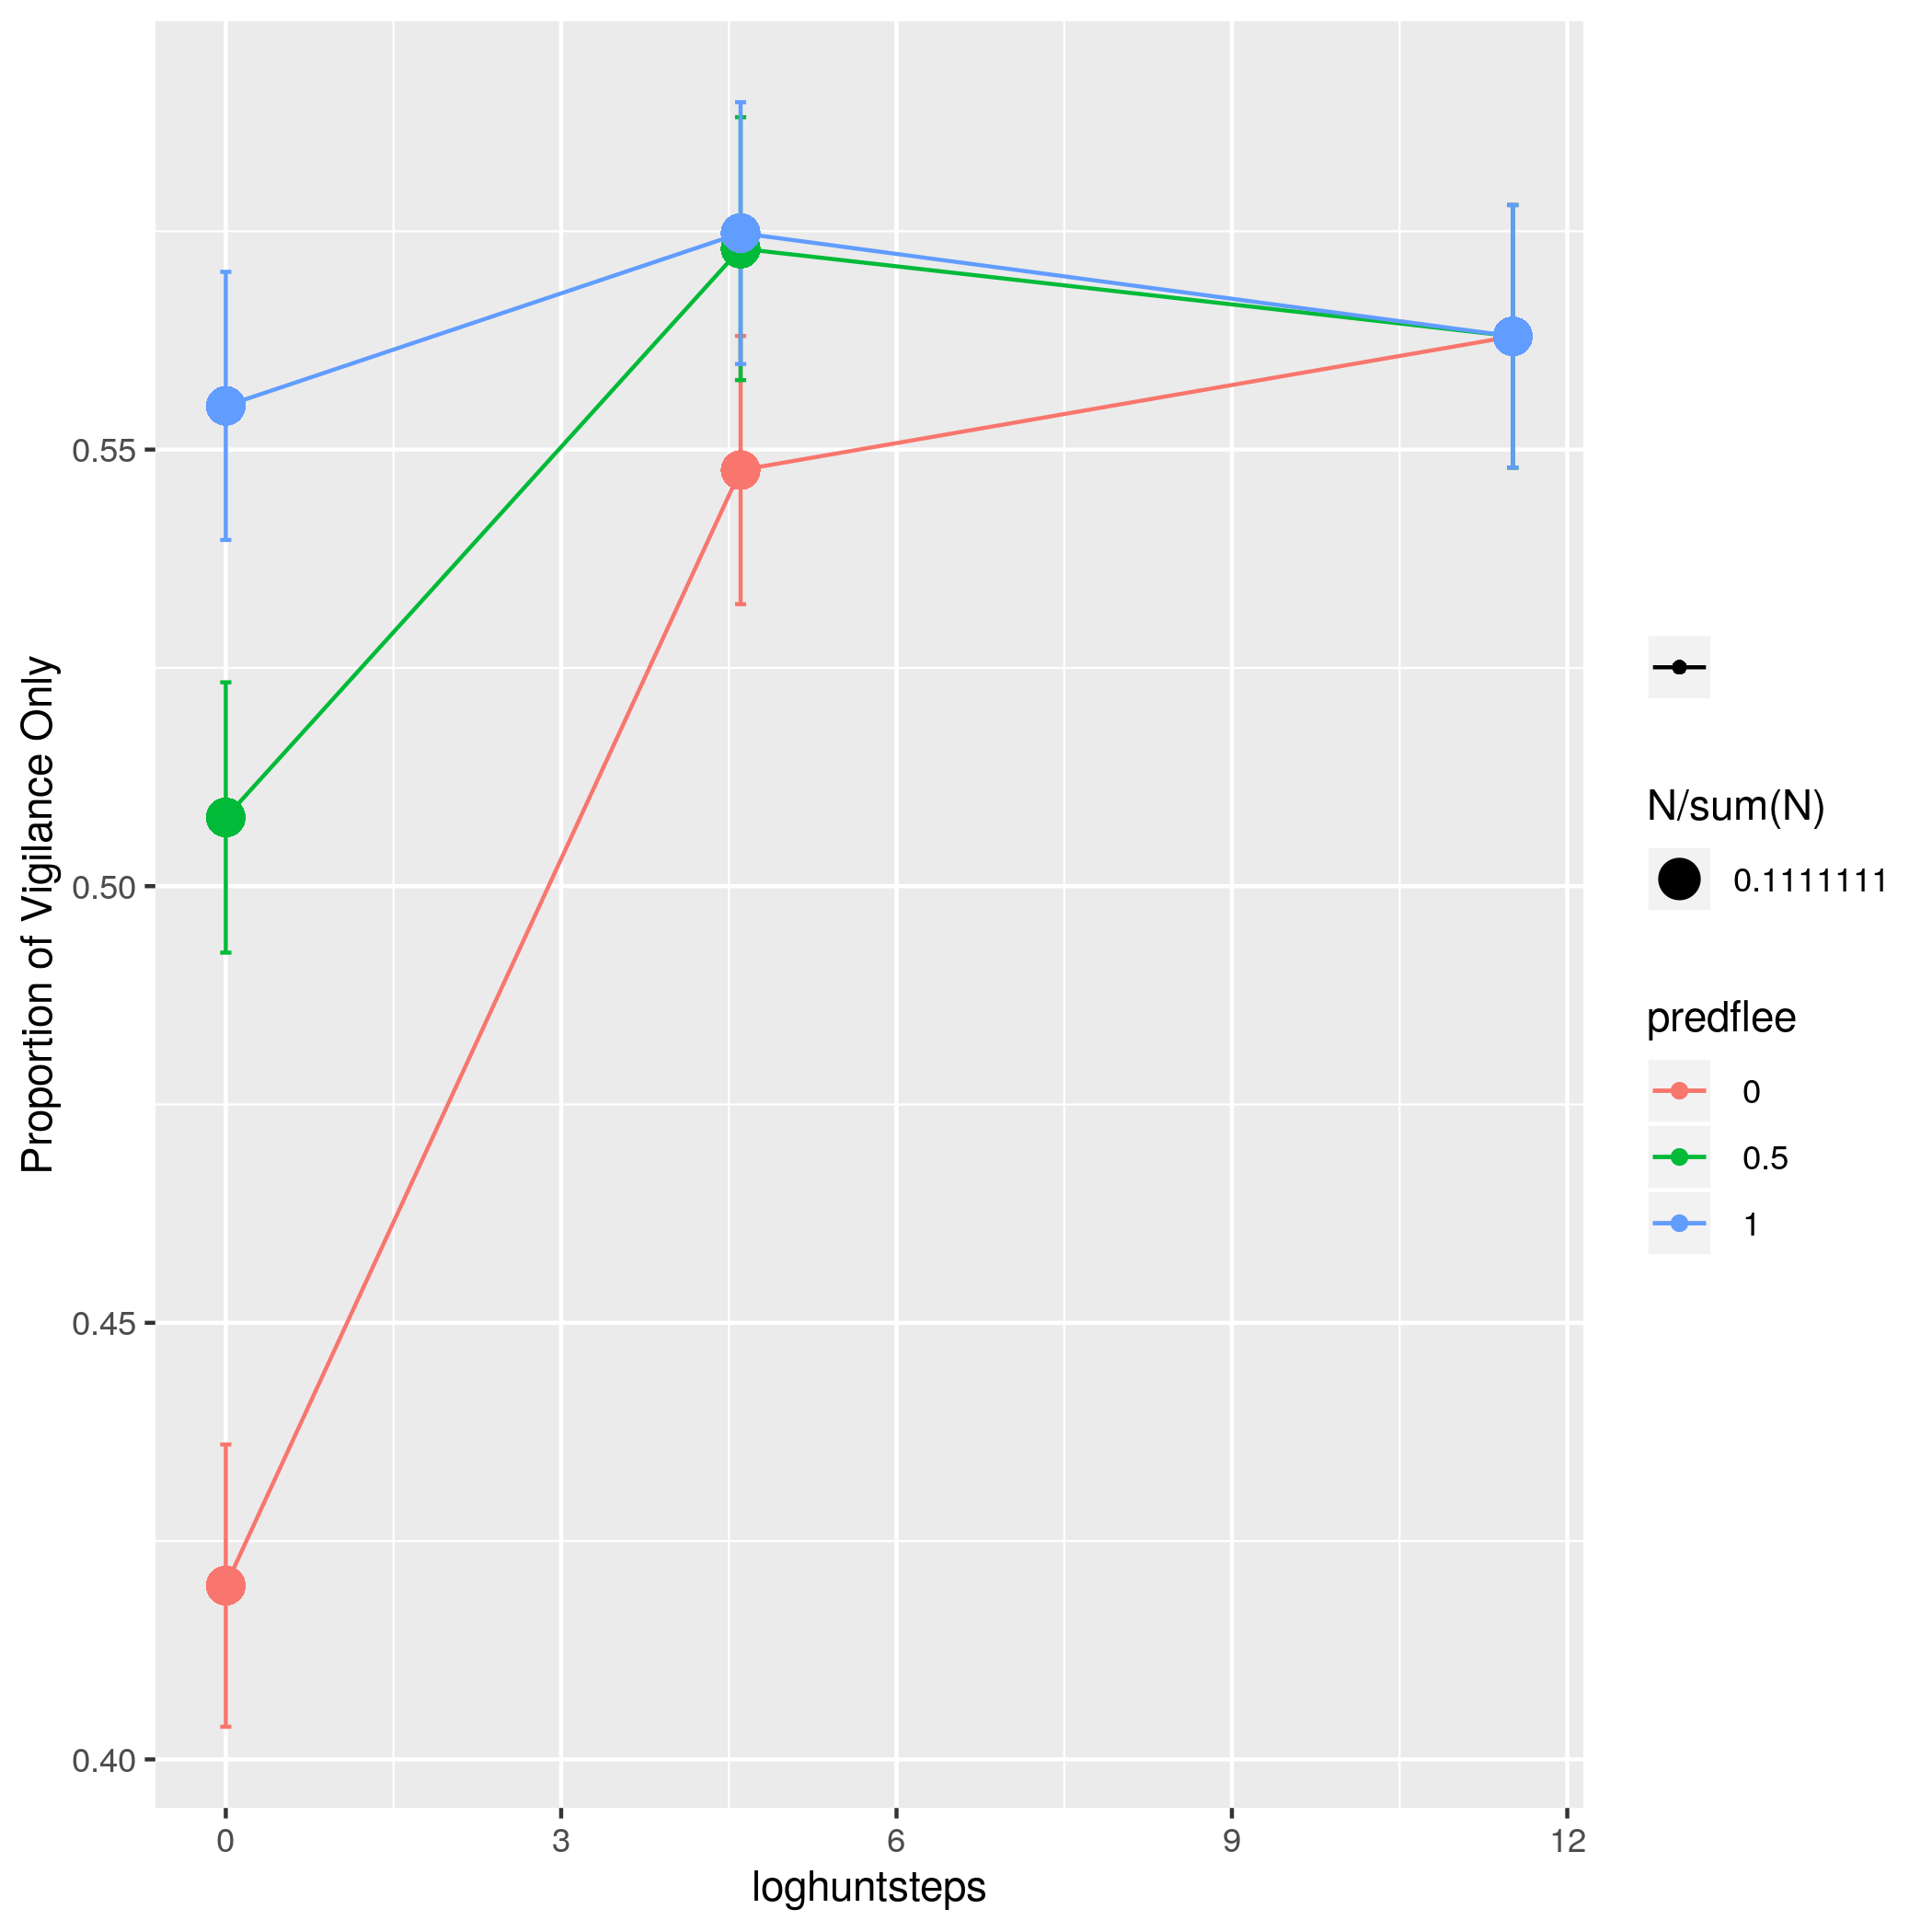 Proportion of Vigilance Only
0.55
0.50
0.45
0.40
0 3 6 9 12
loghuntsteps
N/sum(N)
0.1111111
predflee
0
0.5
1